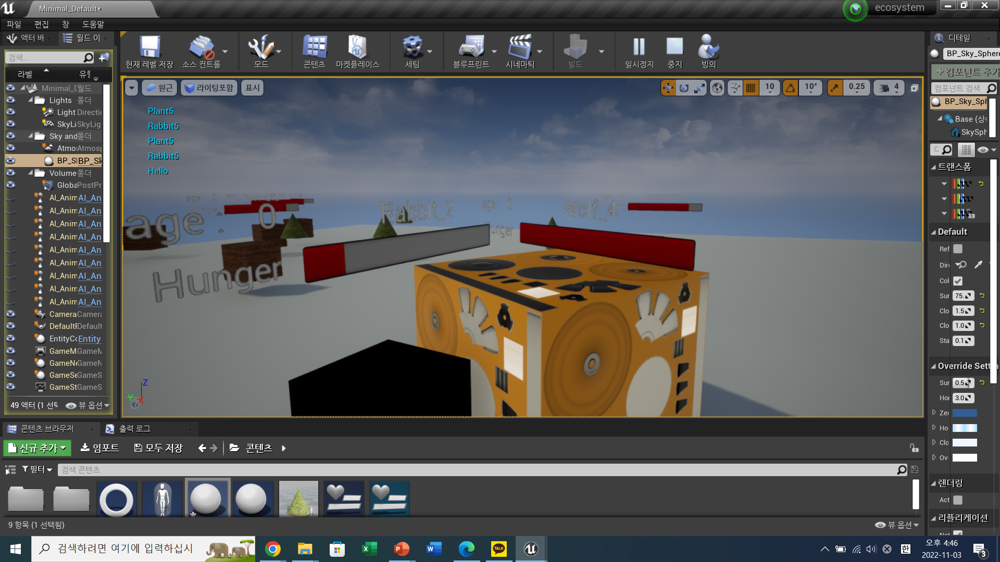 Minimal_Default*
ecosystem
파일 편집 창 도움말
액터 배
월드 아
디테일
현재 레벨 저장
소스 컨트롤
모드
콘텐츠
마켓플레이스
세팅
블루프린트
시네마틱
빌드
일시정지
중지
빙의
BP_Sky_Sphere
+컴포넌트 추가
컴포넌트 검색
BP_Sky_Sph
Base (상속
SkySph
검색...
라벨
유형
Minimal_D 월드
Lights 폴더
Light Directio
SkyLi SkyLig
Sky and 폴더
Atmos Atmosp
BP_S BP_Sk
Volume 폴더
Globa PostPr
AI_Anim AI_An
AI_Anim AI_An
AI_Anim AI_An
AI_Anim AI_An
AI_Anim AI_An
AI_Anim AI_An
AI_Anim AI_An
AI_Anim AI_An
AI_Anim AI_An
Camera Camera
Default Default
EntityCo Entity
GameM GameM
GameNe GameN
GameSe GameS
GameSt GameS
49 액터 (1 선택
뷰 옵션
원근
라이팅포함
표시
10
10°
0.25
4
Plant5
Rabbit5
Plant5
Rabbit5
Hello
age : 0
Rabbit_2
age : 0
Wolf_4
Hunger
Hunger
Z
Y
X
트랜스폼
Default
Ref
Dire
Col
Sur 75.
Clo 1.5
Clo 1.0
Sta 0.1
Override Settin
Sur 0.5
Hor 3.0
Zer
Ho
Clo
Ov
렌더링
Act
리플리케이션
콘텐츠 브라우저
출력 로그
신규 추가
임포트
모두 저장
콘텐츠
필터
검색 콘텐츠
9 항목 (1 선택됨)
뷰 옵션
검색하려면 여기에 입력하십시
TALK
한
오후 4:46
2022-11-03
3